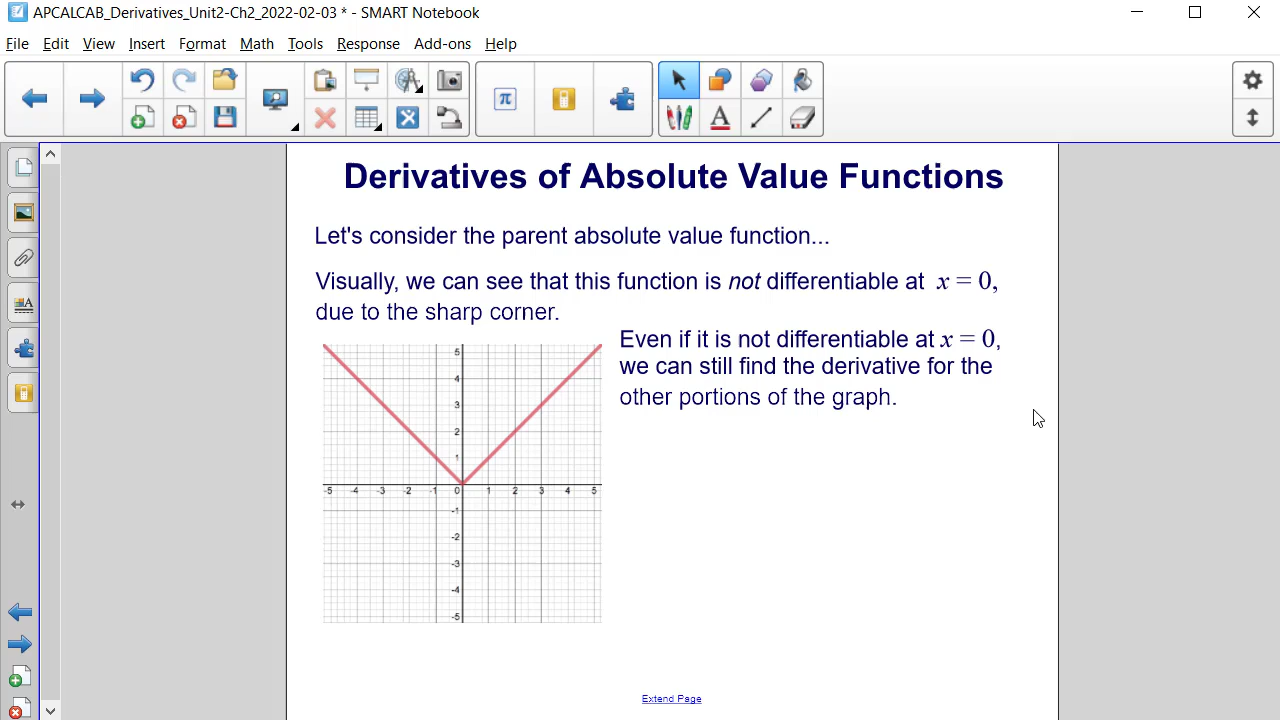 APCALCAB_Derivatives_Unit2-Ch2_2022-02-03 * - SMART Notebook
File Edit View Insert Format Math Tools Response Add-ons Help
π
A
Derivatives of Absolute Value Functions
Let's consider the parent absolute value function...
Visually, we can see that this function is not differentiable at x = 0,
due to the sharp corner.
Even if it is not differentiable at x = 0,
we can still find the derivative for the
other portions of the graph.
5
4
3
2
1
-5 -4 -3 -2 -1 0 1 2 3 4 5
-1
-2
-3
-4
-5
Extend Page